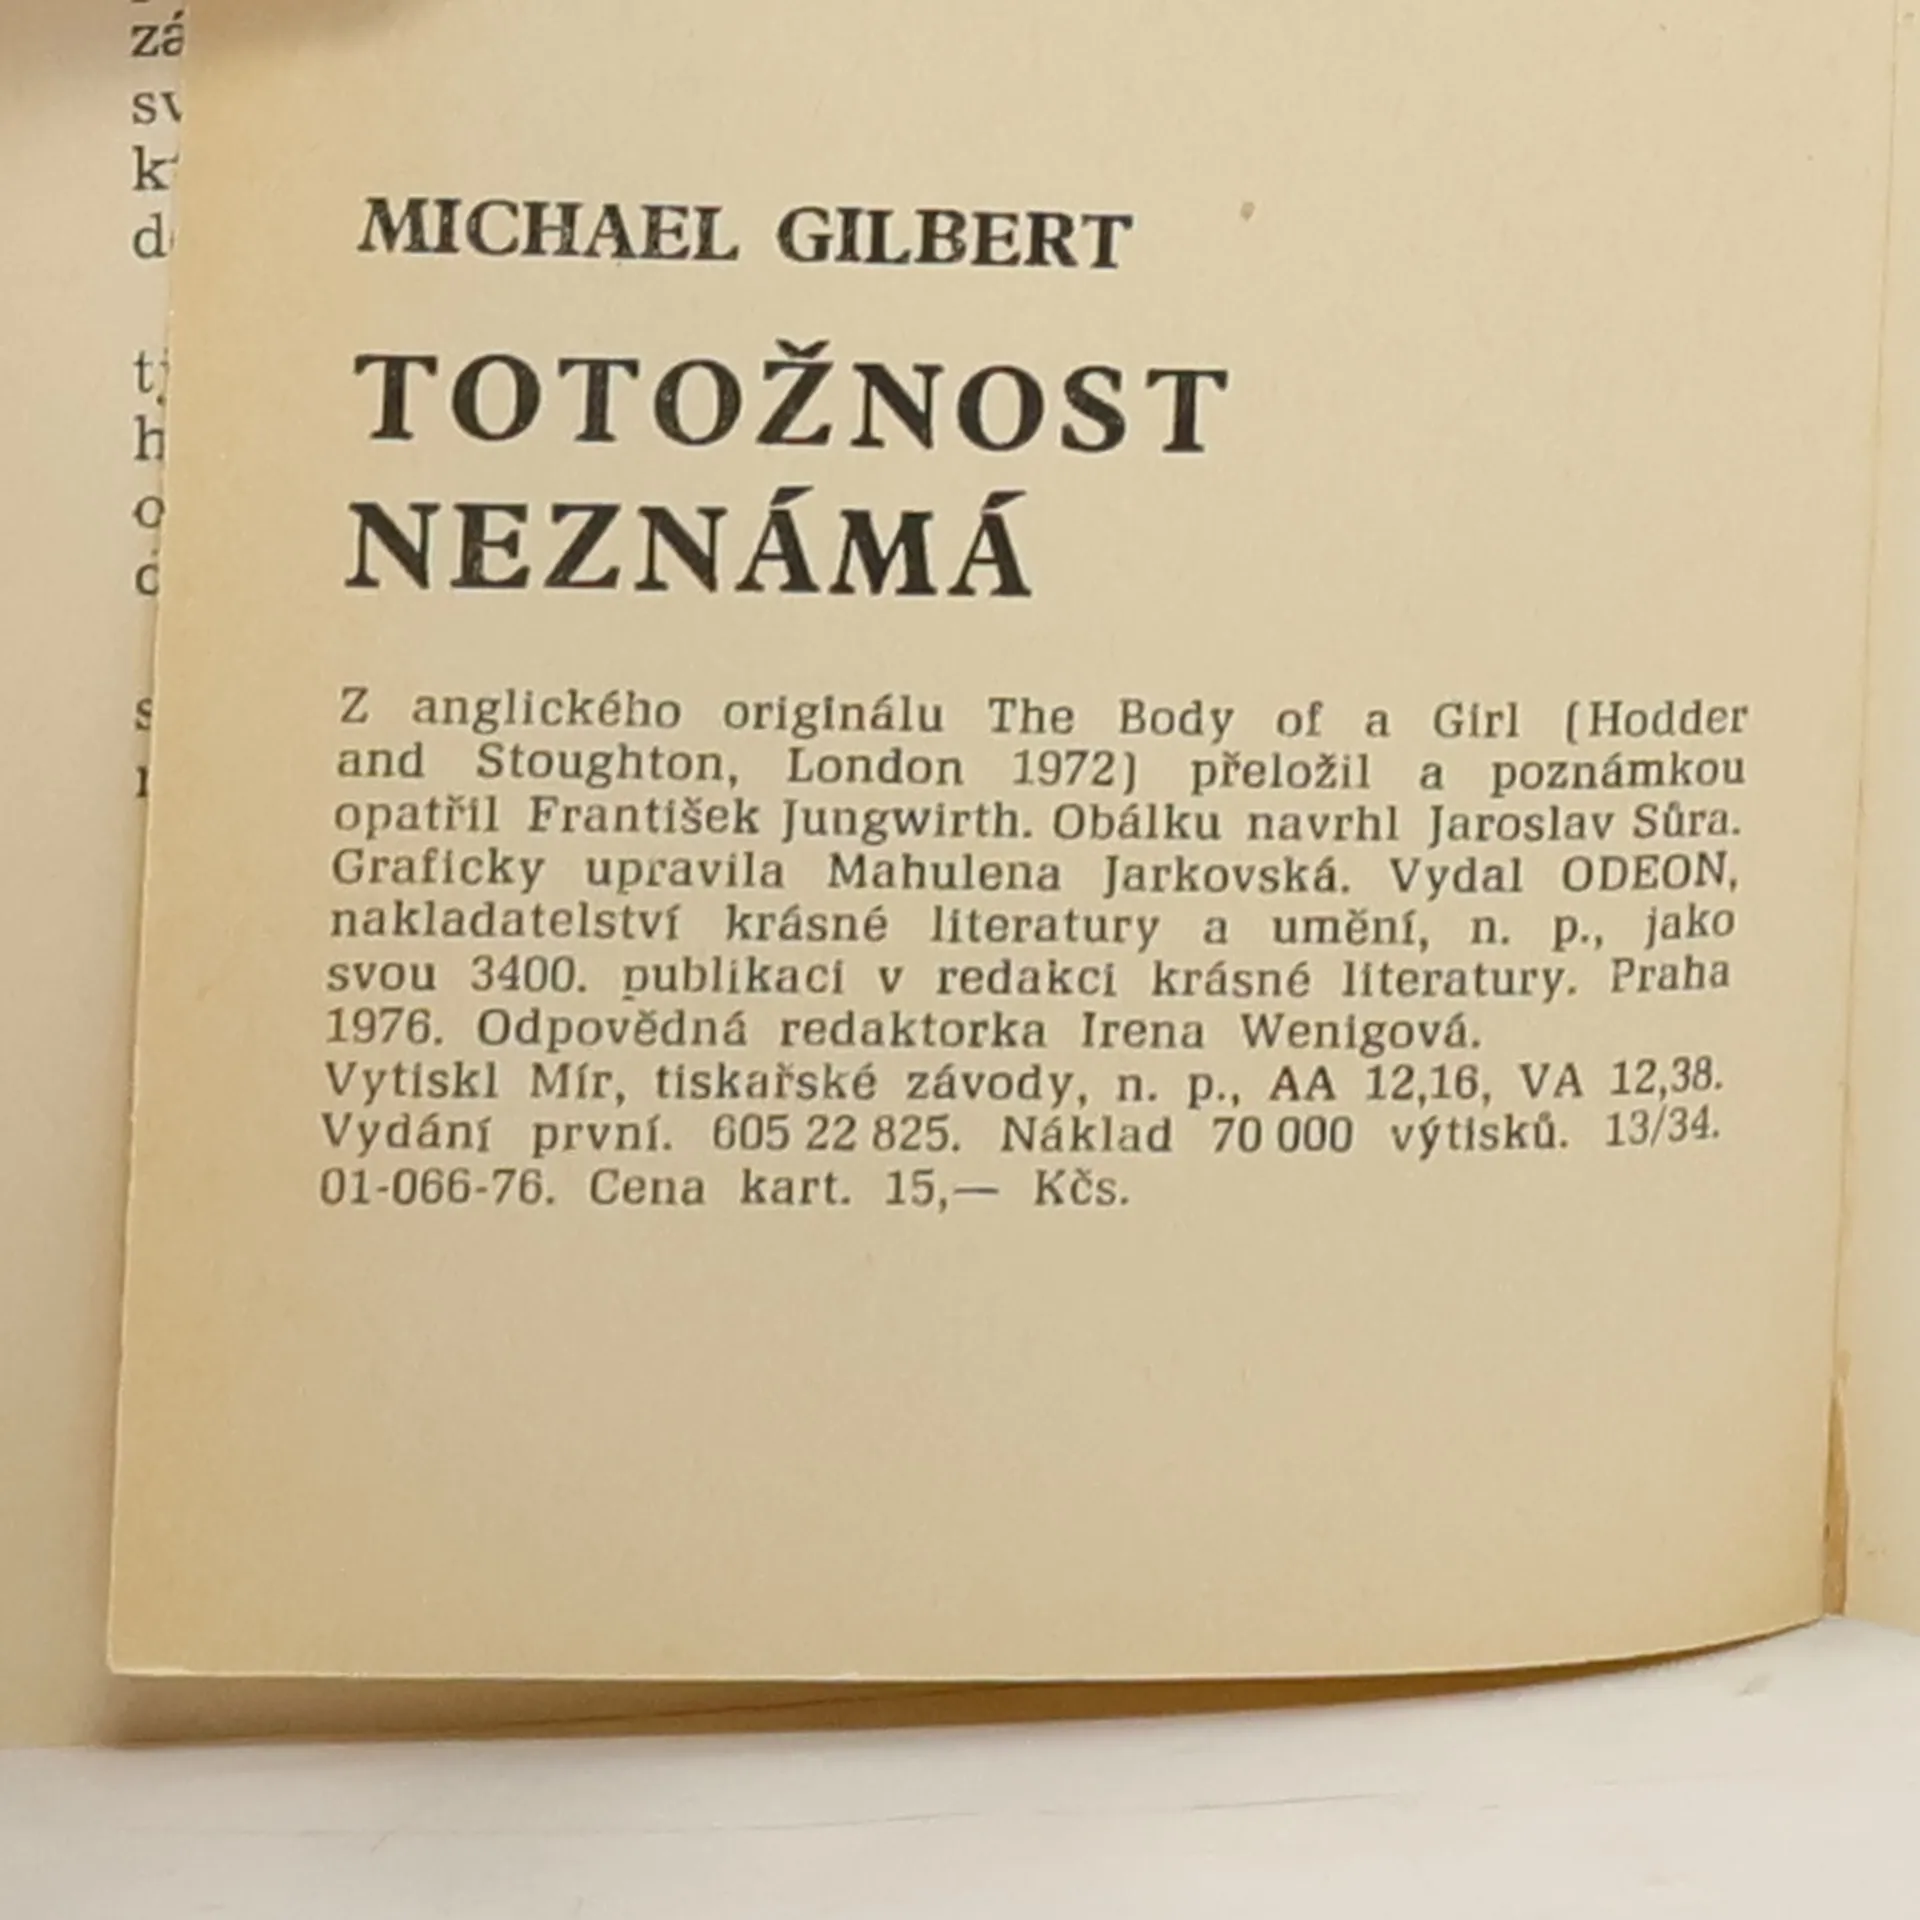 MICHAEL GILBERT
TOTOŽNOST
NEZNÁMÁ
Z anglického originálu The Body of a Girl (Hodder
and Stoughton, London 1972) přeložil a poznámkou
opatřil František Jungwirth. Obálku navrhl Jaroslav Sůra.
Graficky upravila Mahulena Jarkovská. Vydal ODEON,
nakladatelství krásné literatury a umění, n. p., jako
svou 3400. publikaci v redakci krásné literatury. Praha
1976. Odpovědná redaktorka Irena Wenigová.
Vytiskl Mír, tiskařské závody, n. p., AA 12,16, VA 12,38.
Vydání první. 605 22 825. Náklad 70 000 výtisků. 13/34.
01-066-76. Cena kart. 15,— Kčs.